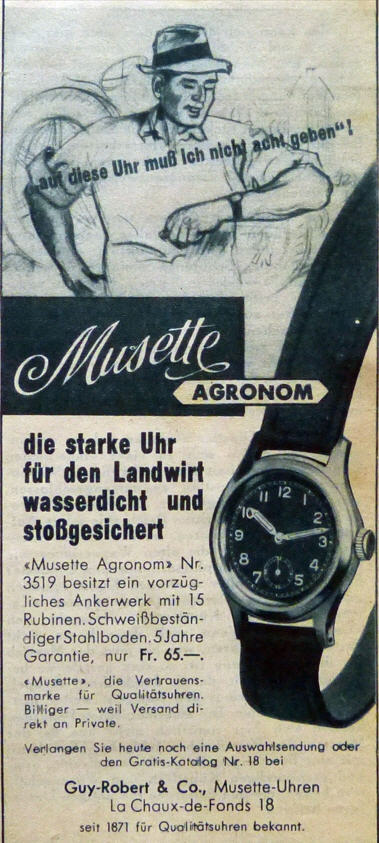 „auf diese Uhr muß ich nicht acht geben“!
Musette
AGRONOM
die starke Uhr
für den Landwirt
wasserdicht und
stoßgesichert
«Musette Agronom» Nr.
3519 besitzt ein vorzüg-
liches Ankerwerk mit 15
Rubinen. Schweißbestän-
diger Stahlboden. 5 Jahre
Garantie, nur Fr. 65.—.
«Musette», die Vertrauens-
marke für Qualitätsuhren.
Billiger — weil Versand di-
rekt an Private.
12
2
3
5
7
8
9
10
11
Verlangen Sie heute noch eine Auswahlsendung oder
den Gratis-Katalog Nr. 18 bei
Guy-Robert & Co., Musette-Uhren
La Chaux-de-Fonds 18
seit 1871 für Qualitätsuhren bekannt.